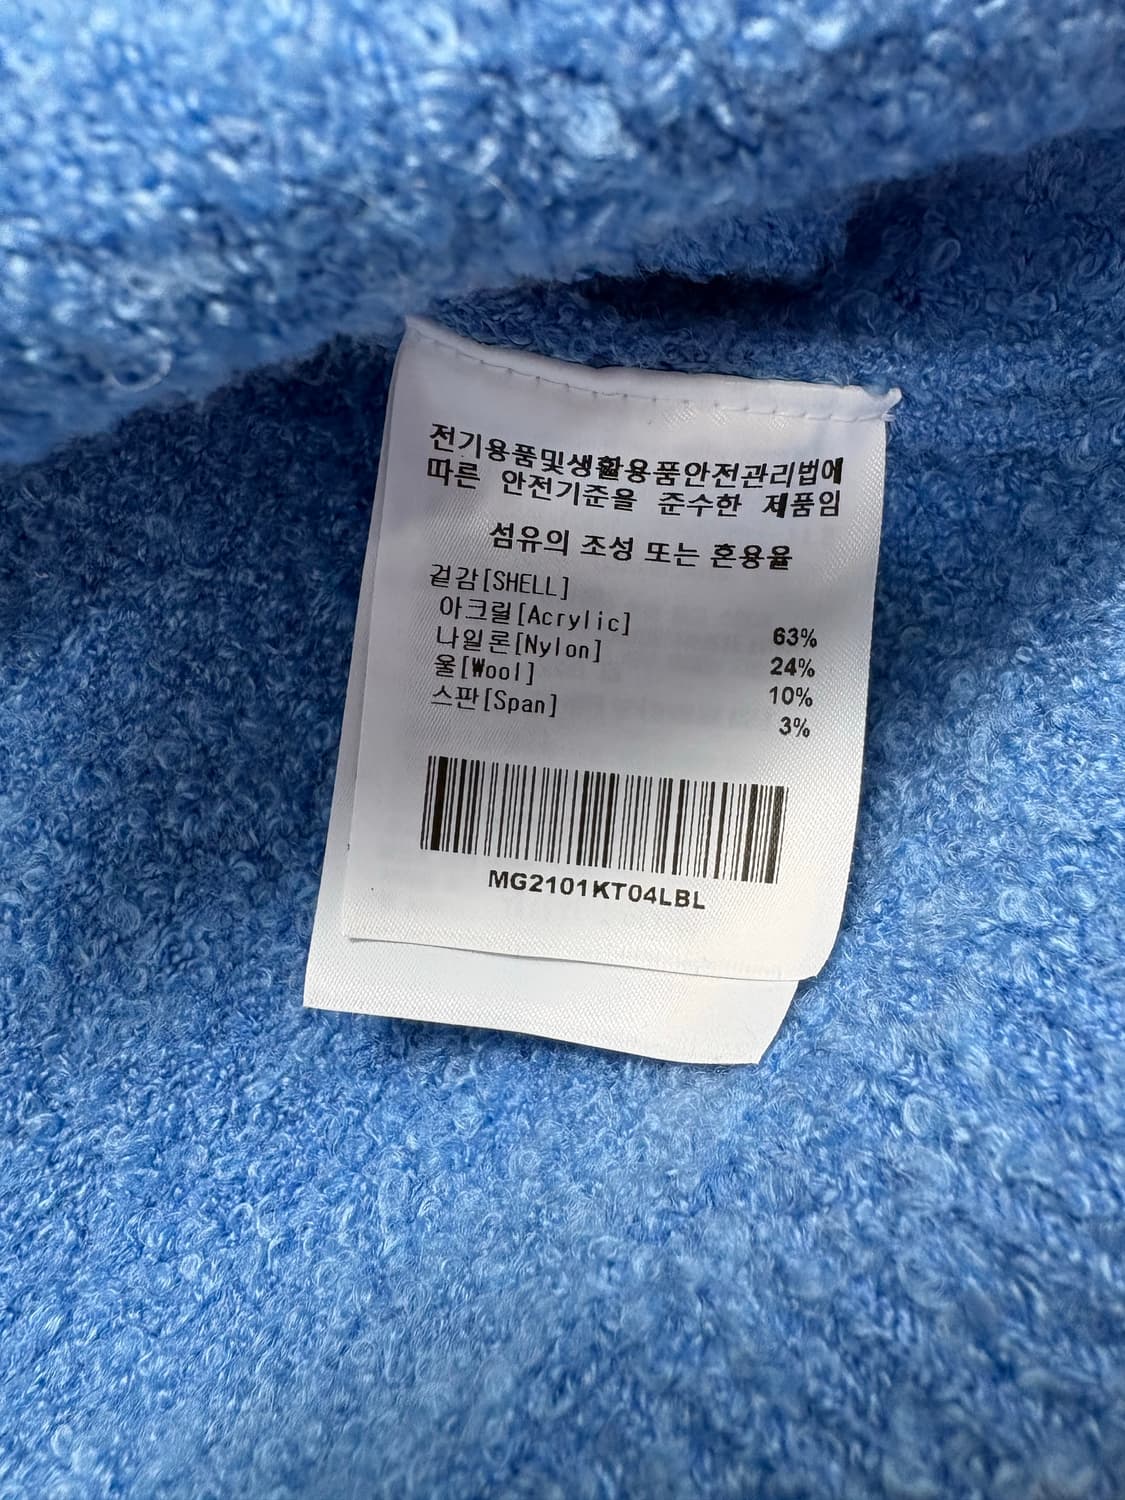 전기용품및생활용품안전관리법에
따른 안전기준을 준수한 제품임
섬유의 조성 또는 혼용율
겉감[SHELL]
아크릴[Acrylic] 63%
나일론[Nylon] 24%
울[Wool] 10%
스판[Span] 3%
MG2101KT04LBL